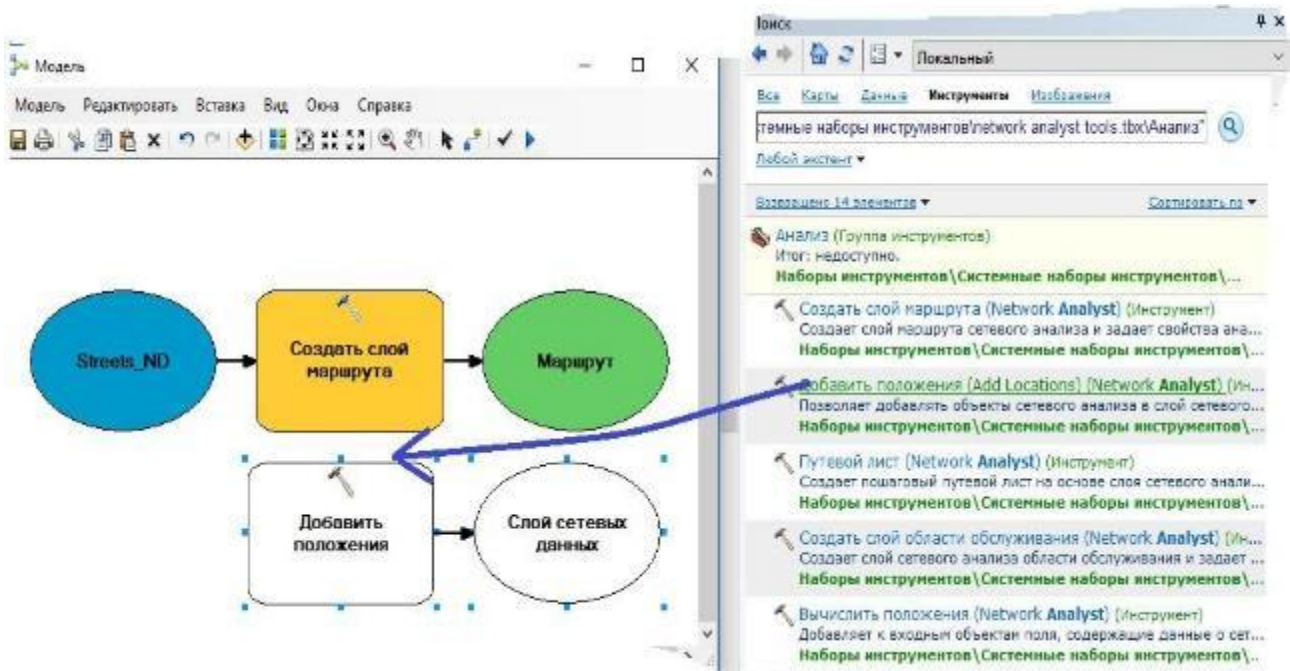 Модель
Модель Редактировать Вставка Вид Окна Справка
Streets_ND
Создать слой
маршрута
Маршрут
Добавить
положения
Слой сетевых
данных
Поиск
Локальный
Все Карты Данные Инструменты Изображения
темные наборы инструментов\network analyst tools.tbx\Анализ"
Любой экстент
Возвращено 14 элементов Сортировать по
Анализ (Группа инструментов)
Итог: недоступно.
Наборы инструментов\Системные наборы инструментов\...
Создать слой маршрута (Network Analyst) (Инструмент)
Создает слой маршрута сетевого анализа и задает свойства ана...
Наборы инструментов\Системные наборы инструментов\...
Добавить положения (Add Locations) (Network Analyst) (Ин...
Позволяет добавлять объекты сетевого анализа в слой сетевого...
Наборы инструментов\Системные наборы инструментов\...
Путевой лист (Network Analyst) (Инструмент)
Создает пошаговый путевой лист на основе слоя сетевого анали...
Наборы инструментов\Системные наборы инструментов\...
Создать слой области обслуживания (Network Analyst) (Ин...
Создает слой сетевого анализа области обслуживания и задает ...
Наборы инструментов\Системные наборы инструментов\...
Вычислить положения (Network Analyst) (Инструмент)
Добавляет к входным объектам поля, содержащие данные о сет...
Наборы инструментов\Системные наборы инструментов\...